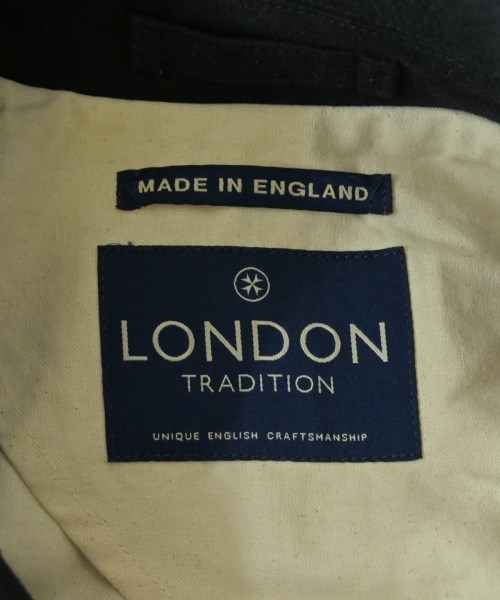 MADE IN ENGLAND
LONDON
TRADITION
UNIQUE ENGLISH CRAFTSMANSHIP